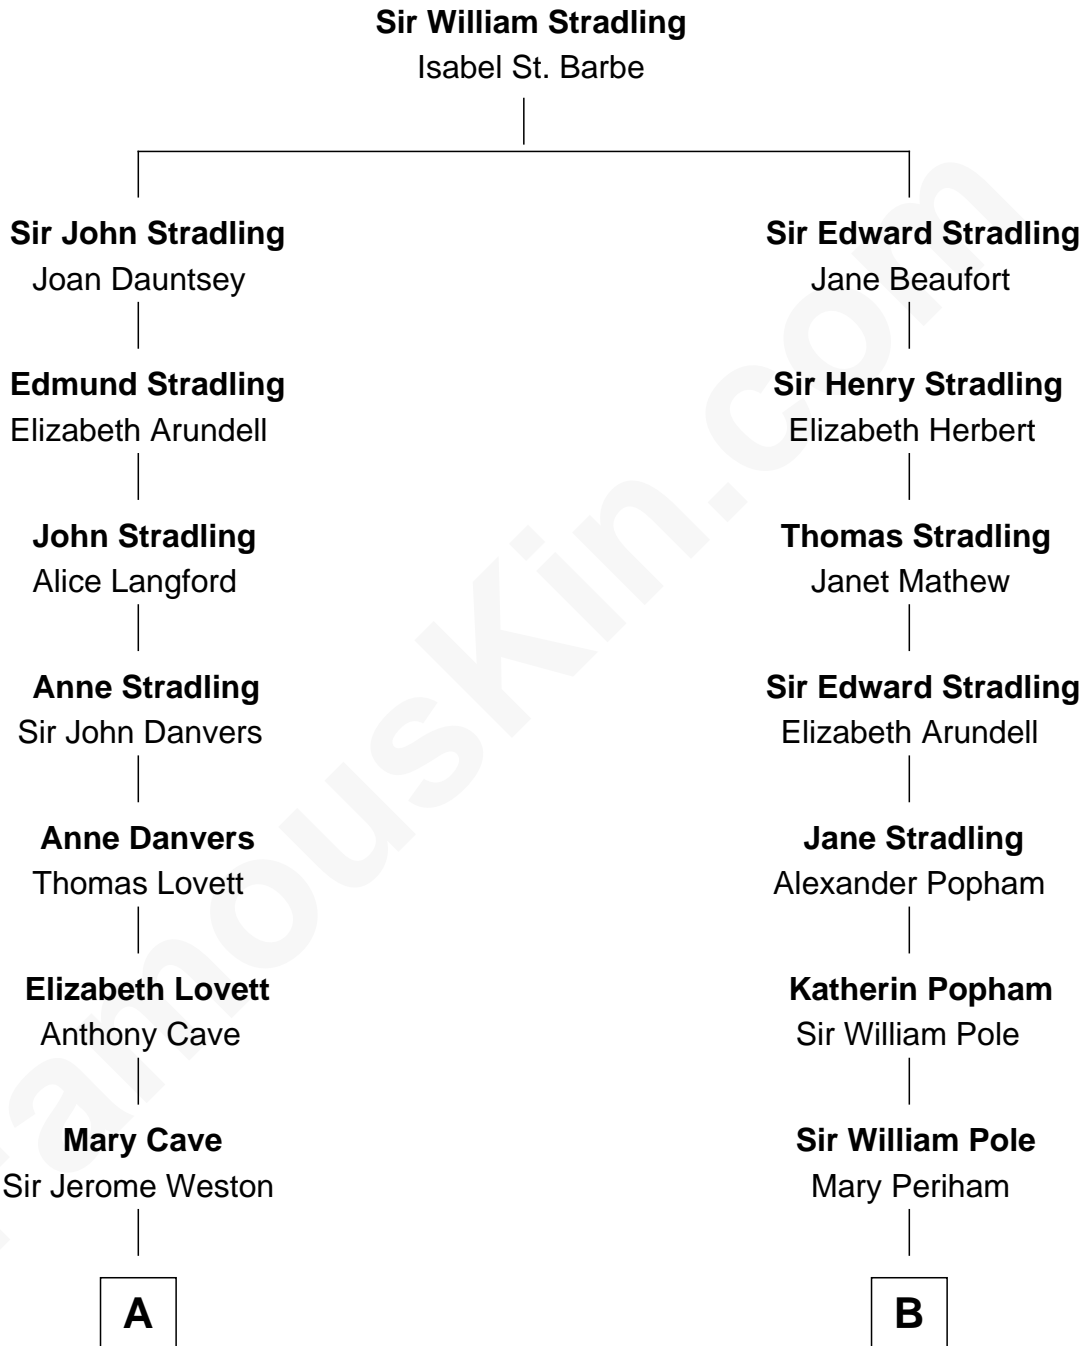 Sir William Stradling
Isabel St. Barbe
Sir John Stradling
Joan Dauntsey
Edmund Stradling
Elizabeth Arundell
John Stradling
Alice Langford
Anne Stradling
Sir John Danvers
Anne Danvers
Thomas Lovett
Elizabeth Lovett
Anthony Cave
Mary Cave
Sir Jerome Weston
A
Sir Edward Stradling
Jane Beaufort
Sir Henry Stradling
Elizabeth Herbert
Thomas Stradling
Janet Mathew
Sir Edward Stradling
Elizabeth Arundell
Jane Stradling
Alexander Popham
Katherin Popham
Sir William Pole
Sir William Pole
Mary Periham
B
FamousKin.com